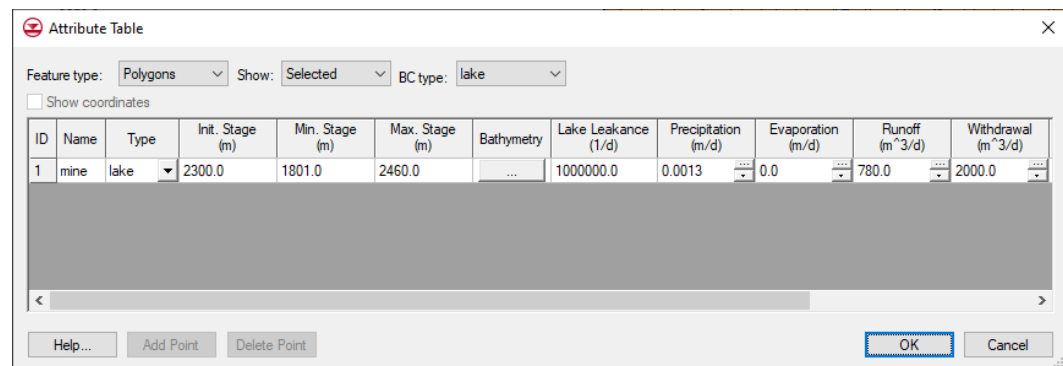 Attribute Table
Feature type: Polygons Show: Selected BC type: lake
Show coordinates
ID Name Type Init. Stage (m) Min. Stage (m) Max. Stage (m) Bathymetry Lake Leakance (1/d) Precipitation (m/d) Evaporation (m/d) Runoff (m^3/d) Withdrawal (m^3/d)
1 mine lake 2300.0 1801.0 2460.0 ... 1000000.0 0.0013 0.0 780.0 2000.0
Help... Add Point Delete Point OK Cancel